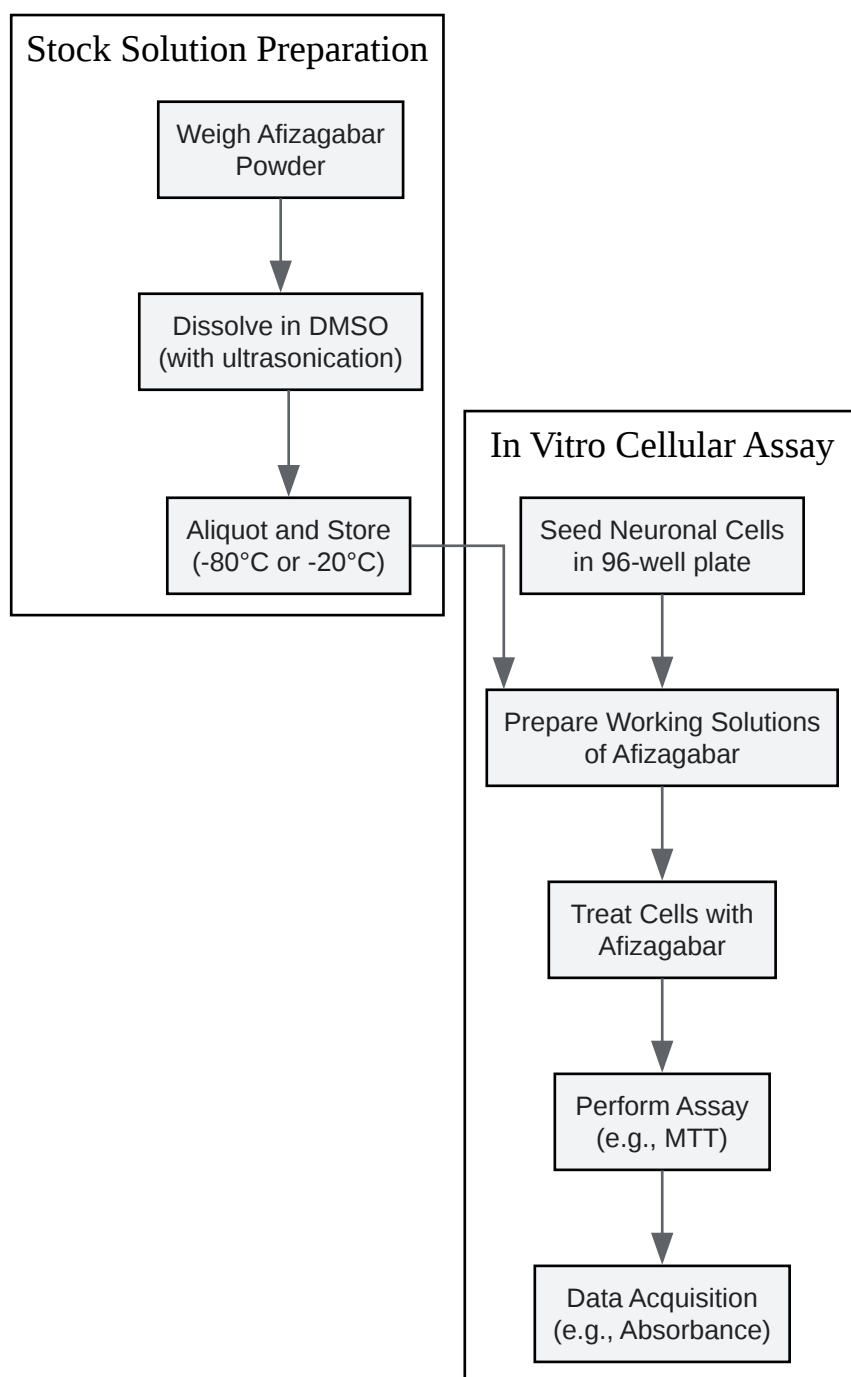 Stock Solution Preparation
Weigh Afizagabar
Powder
Dissolve in DMSO
(with ultrasonication)
Aliquot and Store
(-80°C or -20°C)
In Vitro Cellular Assay
Seed Neuronal Cells
in 96-well plate
Prepare Working Solutions
of Afizagabar
Treat Cells with
Afizagabar
Perform Assay
(e.g., MTT)
Data Acquisition
(e.g., Absorbance)